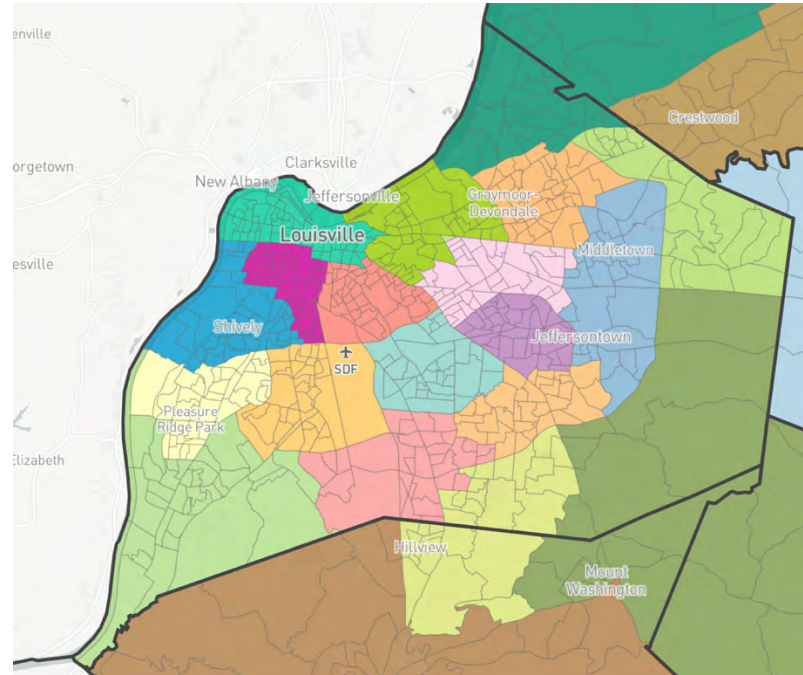 enville
Crestwood
Clarksville
orgetown
New Albany
Jeffersonville
Graymoor-
Devondale
Louisville
Middletown
esville
Shively
Jeffersontown
SDF
Pleasure
Ridge Park
Elizabeth
Hillview
Mount
Washington